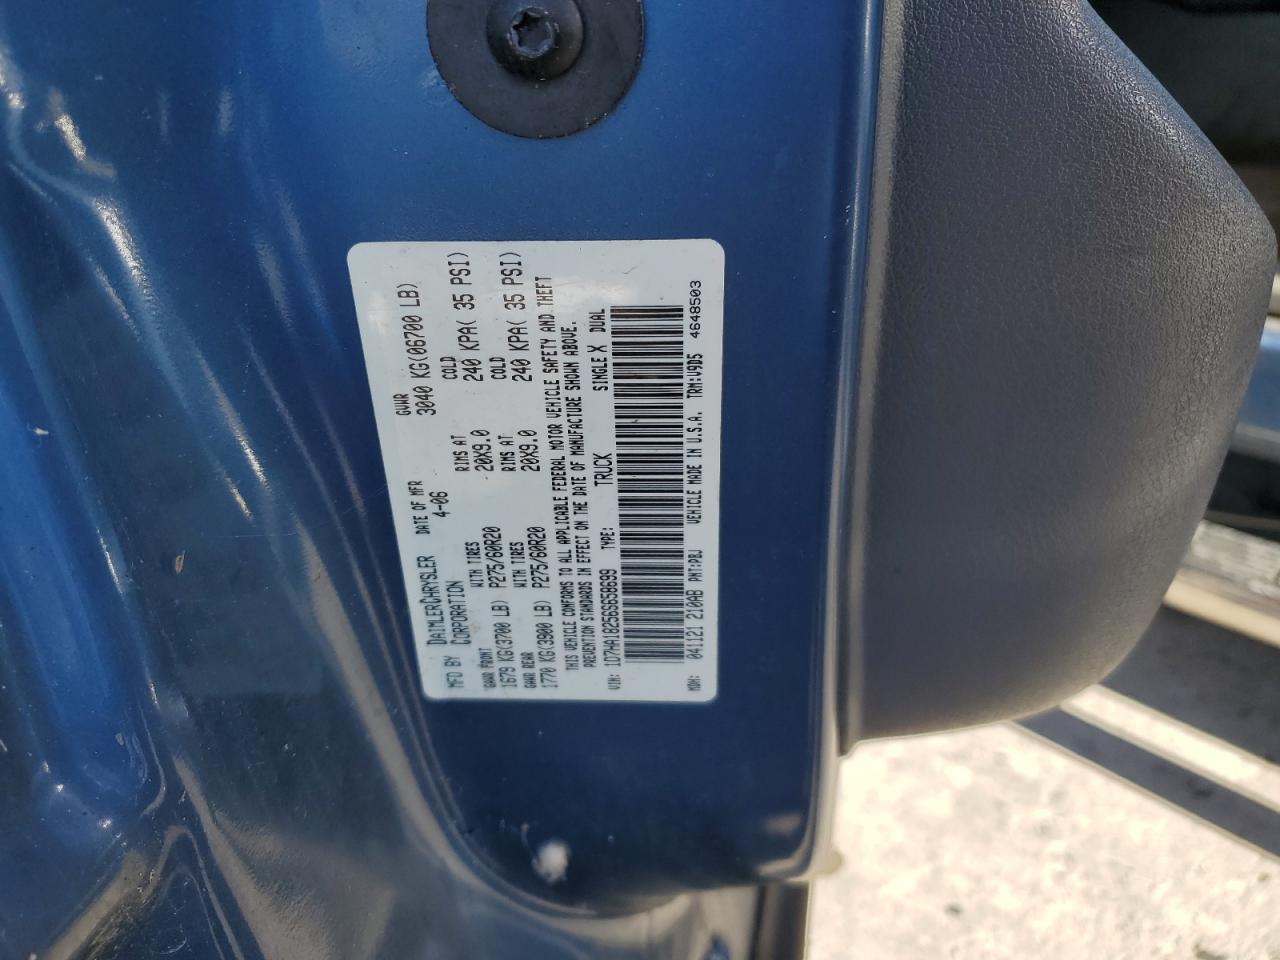 MFD BY DAIMLERCHRYSLER CORPORATION DATE OF MFR 4-06 GVWR 3040 KG(06700 LB)
GAWR FRONT WITH TIRES RIMS AT COLD
1679 KG(3700 LB) P275/60R20 20X9.0 240 KPA( 35 PSI)
GAWR REAR WITH TIRES RIMS AT COLD
1770 KG(3900 LB) P275/60R20 20X9.0 240 KPA( 35 PSI)
THIS VEHICLE CONFORMS TO ALL APPLICABLE FEDERAL MOTOR VEHICLE SAFETY AND THEFT
PREVENTION STANDARDS IN EFFECT ON THE DATE OF MANUFACTURE SHOWN ABOVE.
VIN: 1D7HA18256S658699 TYPE: TRUCK SINGLE X DUAL
MDH: 041121 210AB PNT:PBJ VEHICLE MADE IN U.S.A. TRM:V9D5 4648503